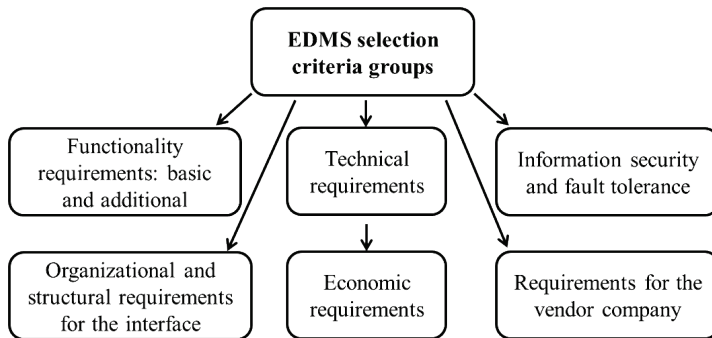 EDMS selection
criteria groups
Functionality
requirements: basic
and additional
Technical
requirements
Information security
and fault tolerance
Organizational and
structural requirements
for the interface
Economic
requirements
Requirements for the
vendor company